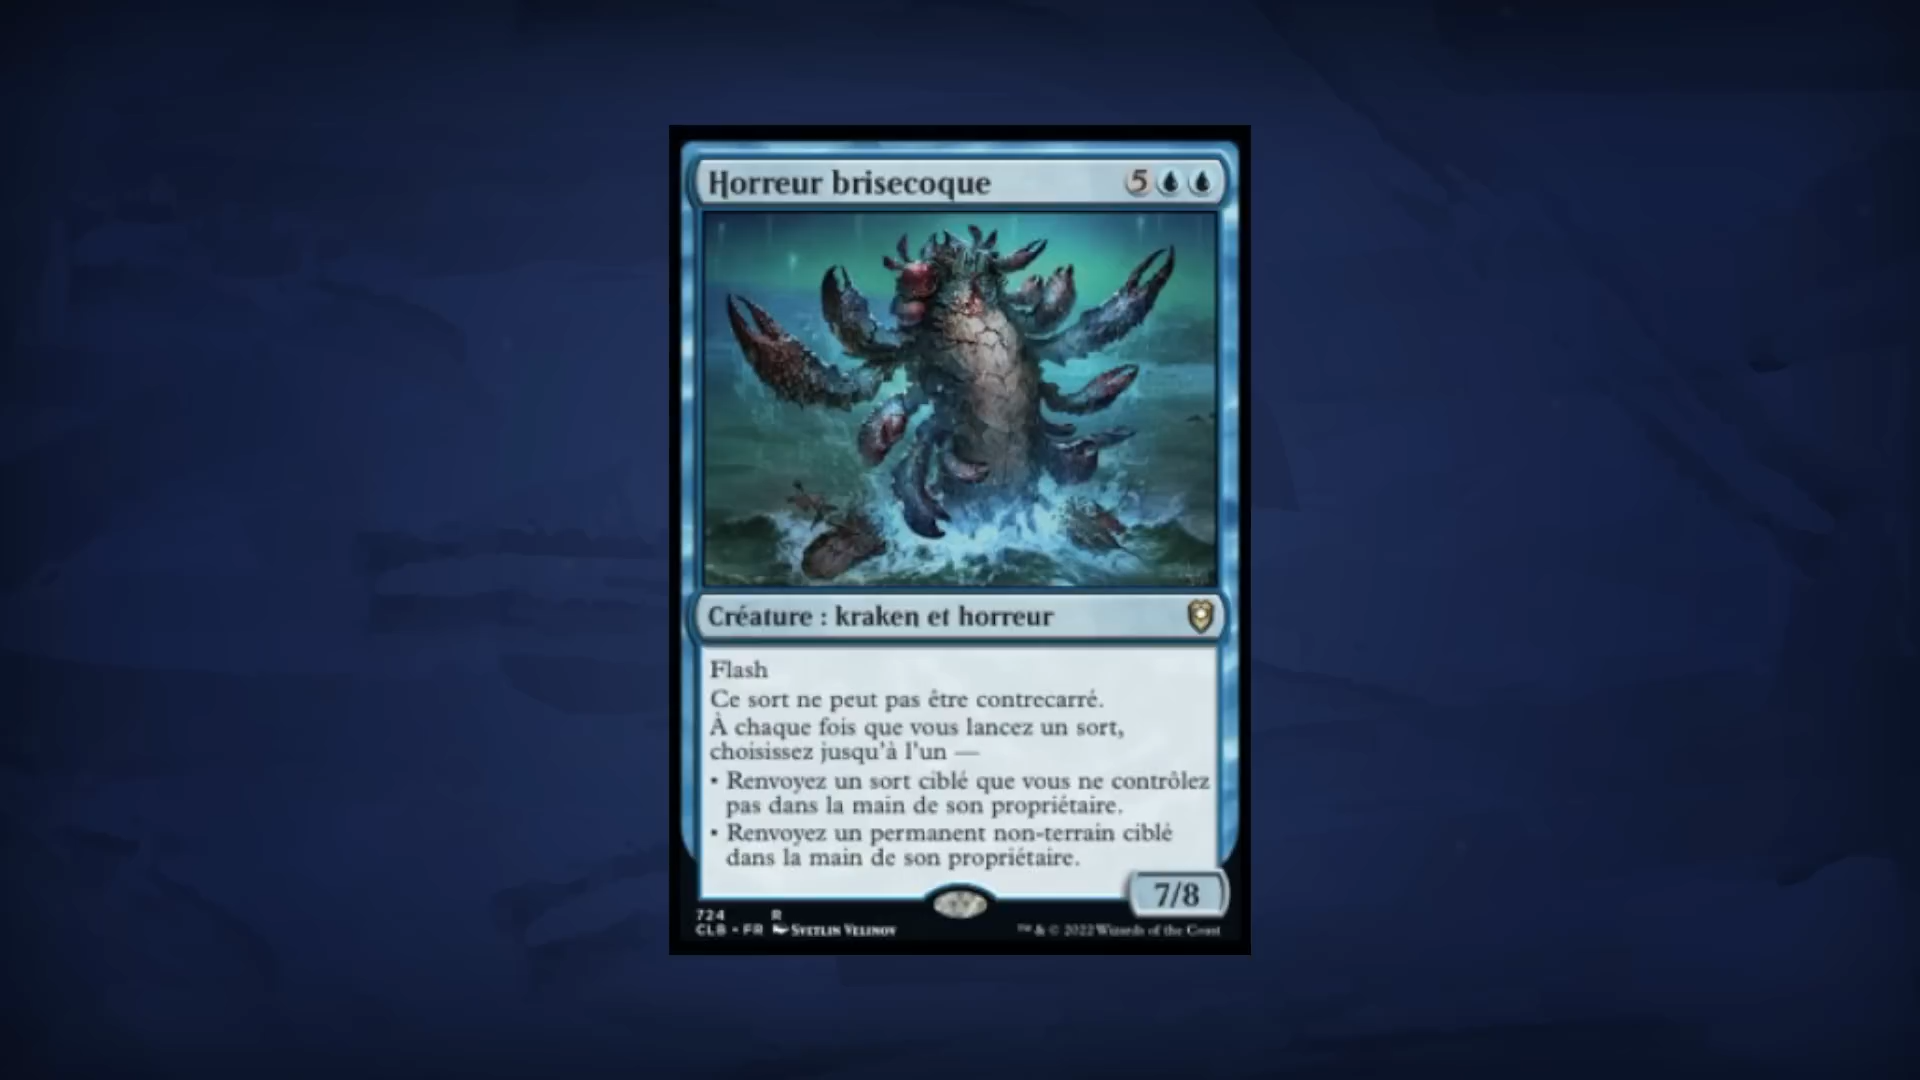 Horreur brisecoque 5
Créature : kraken et horreur
Flash
Ce sort ne peut pas être contrecarré.
À chaque fois que vous lancez un sort,
choisissez jusqu'à l'un —
• Renvoyez un sort ciblé que vous ne contrôlez
pas dans la main de son propriétaire.
• Renvoyez un permanent non-terrain ciblé
dans la main de son propriétaire.
7/8
724 R
CLB • FR Svetlin Velinov
™ & © 2022 Wizards of the Coast